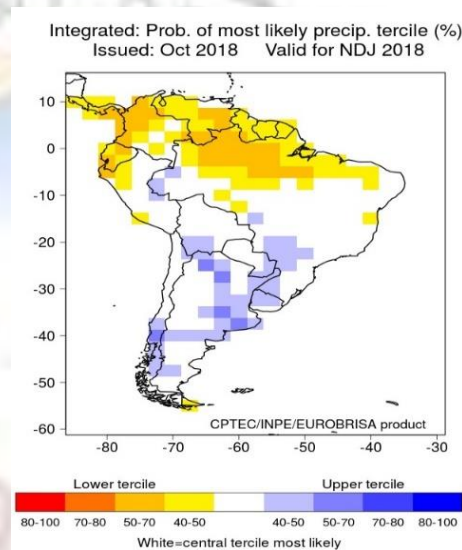 Integrated: Prob. of most likely precip. tercile (%)
Issued: Oct 2018 Valid for NDJ 2018
10
0
-10
-20
-30
-40
-50
-60
CPTEC/INPE/EUROBRISA product
-80 -70 -60 -50 -40 -30
Lower tercile Upper tercile
80-100 70-80 50-70 40-50 40-50 50-70 70-80 80-100
White=central tercile most likely